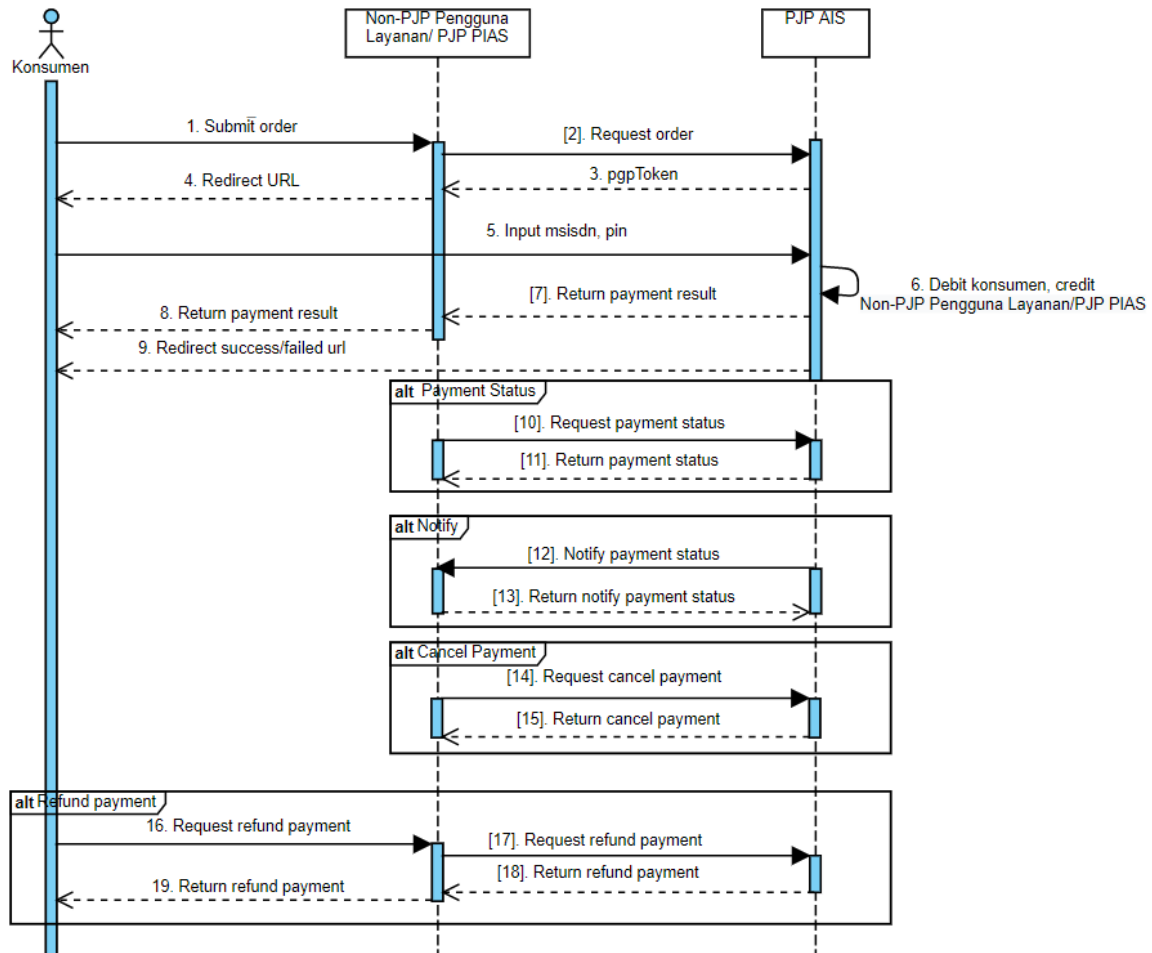 Non-PJP Pengguna
Layanan/ PJP PIAS
PJP AIS
Konsumen
1. Submit order
[2]. Request order
3. pgpToken
4. Redirect URL
5. Input msisdn, pin
6. Debit konsumen, credit
Non-PJP Pengguna Layanan/PJP PIAS
[7]. Return payment result
8. Return payment result
9. Redirect success/failed url
alt Payment Status
[10]. Request payment status
[11]. Return payment status
alt Notify
[12]. Notify payment status
[13]. Return notify payment status
alt Cancel Payment
[14]. Request cancel payment
[15]. Return cancel payment
alt Refund payment
16. Request refund payment
[17]. Request refund payment
[18]. Return refund payment
19. Return refund payment